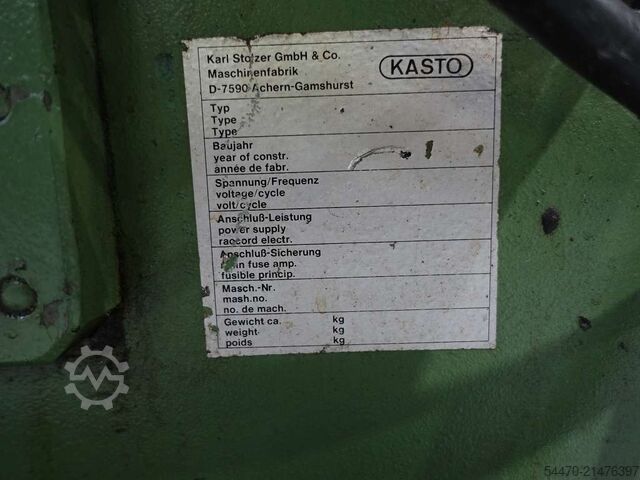 Karl Stolzer GmbH & Co.
Maschinenfabrik
D-7590 Achern-Gamshurst
KASTO
Typ
Type
Type
Baujahr
year of constr.
année de fabr.
Spannung/Frequenz
voltage/cycle
volt/cycle
Anschluß-Leistung
power supply
raccord electr.
Anschluß-Sicherung
main fuse amp.
fusible princip.
Masch.-Nr.
mash.no.
no. de mach.
Gewicht ca. kg
weight kg
poids kg
54470-21476397